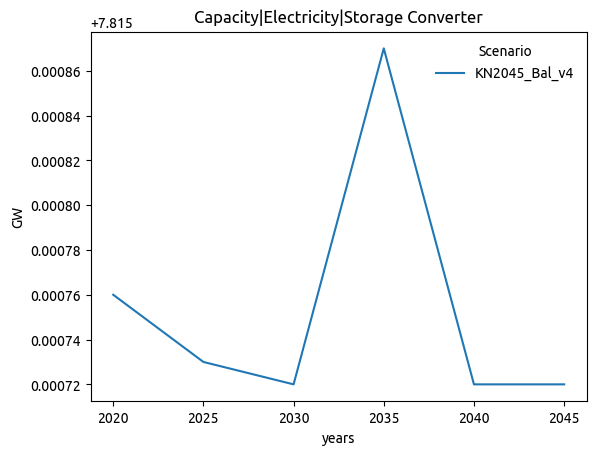 Capacity|Electricity|Storage Converter
+7.815
Scenario
KN2045_Bal_v4
0.00086
0.00084
0.00082
0.00080
0.00078
0.00076
0.00074
0.00072
GW
2020 2025 2030 2035 2040 2045
years